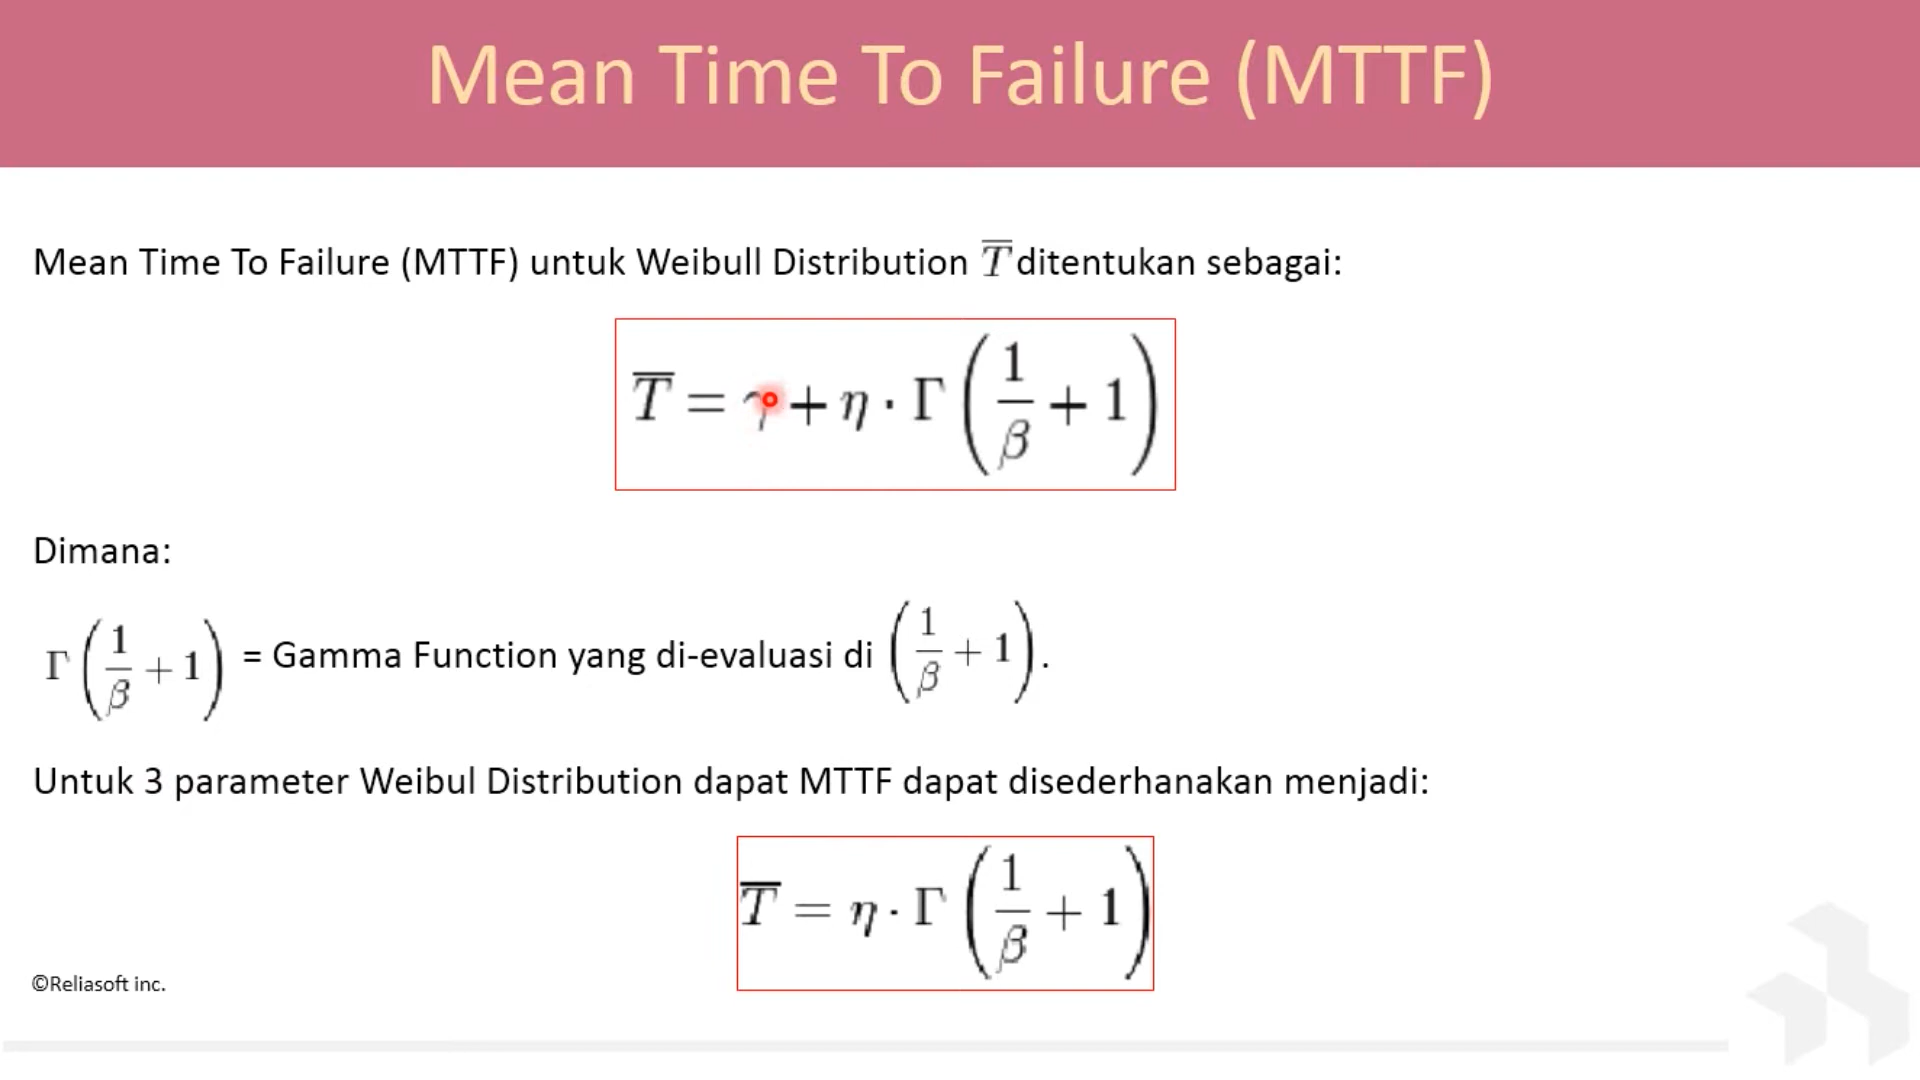 Mean Time To Failure (MTTF)
Mean Time To Failure (MTTF) untuk Weibull Distribution T̅ ditentukan sebagai:
T̅ = γ + η · Γ (1/β + 1)
Dimana:
Γ (1/β + 1) = Gamma Function yang di-evaluasi di (1/β + 1).
Untuk 3 parameter Weibul Distribution dapat MTTF dapat disederhanakan menjadi:
T̅ = η · Γ (1/β + 1)
©Reliasoft inc.